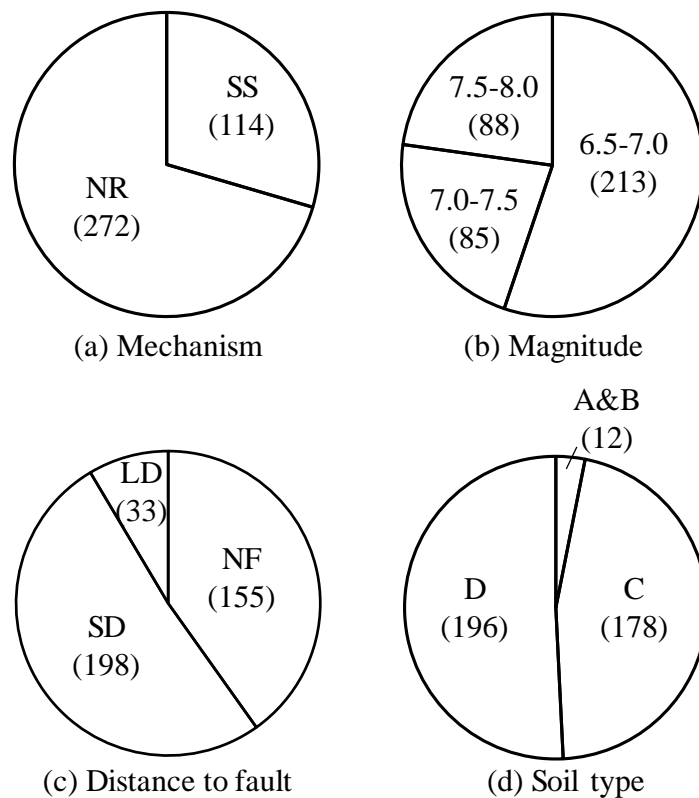 SS
(114)
NR
(272)
(a) Mechanism
7.5-8.0
(88)
6.5-7.0
(213)
7.0-7.5
(85)
(b) Magnitude
LD
(33)
NF
(155)
SD
(198)
(c) Distance to fault
A&B
(12)
D
(196)
C
(178)
(d) Soil type